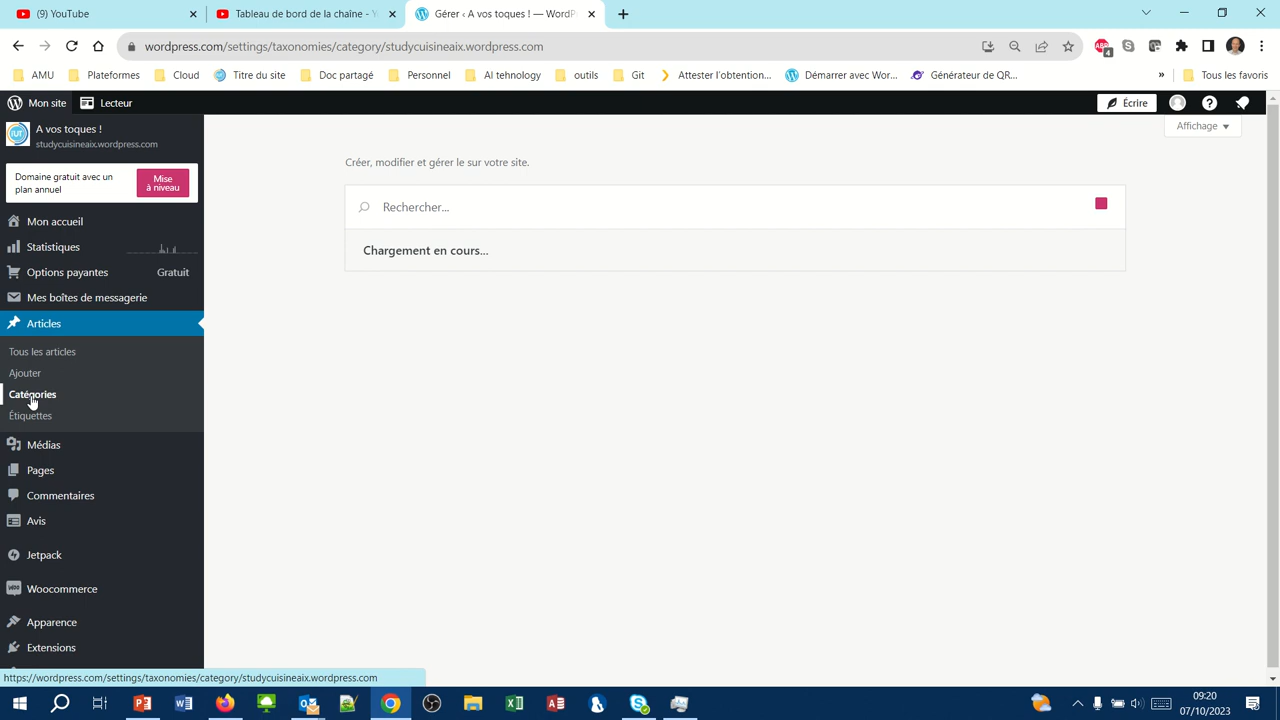 (9) YouTube
Tableau de bord de la chaîne - Y
Gérer ‹ A vos toques ! — WordP
wordpress.com/settings/taxonomies/category/studycuisineaix.wordpress.com
ABP
4
AMU
Plateformes
Cloud
Titre du site
Doc partagé
Personnel
AI tehnology
outils
Git
Attester l'obtention...
Démarrer avec Wor...
Générateur de QR...
»
Tous les favoris
Mon site
Lecteur
Écrire
A vos toques !
studycuisineaix.wordpress.com
Affichage
Domaine gratuit avec un
plan annuel
Mise
à niveau
Créer, modifier et gérer le sur votre site.
Rechercher...
Chargement en cours...
Mon accueil
Statistiques
Options payantes
Gratuit
Mes boîtes de messagerie
Articles
Tous les articles
Ajouter
Catégories
Étiquettes
Médias
Pages
Commentaires
Avis
Jetpack
Woocommerce
Apparence
Extensions
https://wordpress.com/settings/taxonomies/category/studycuisineaix.wordpress.com
09:20
07/10/2023